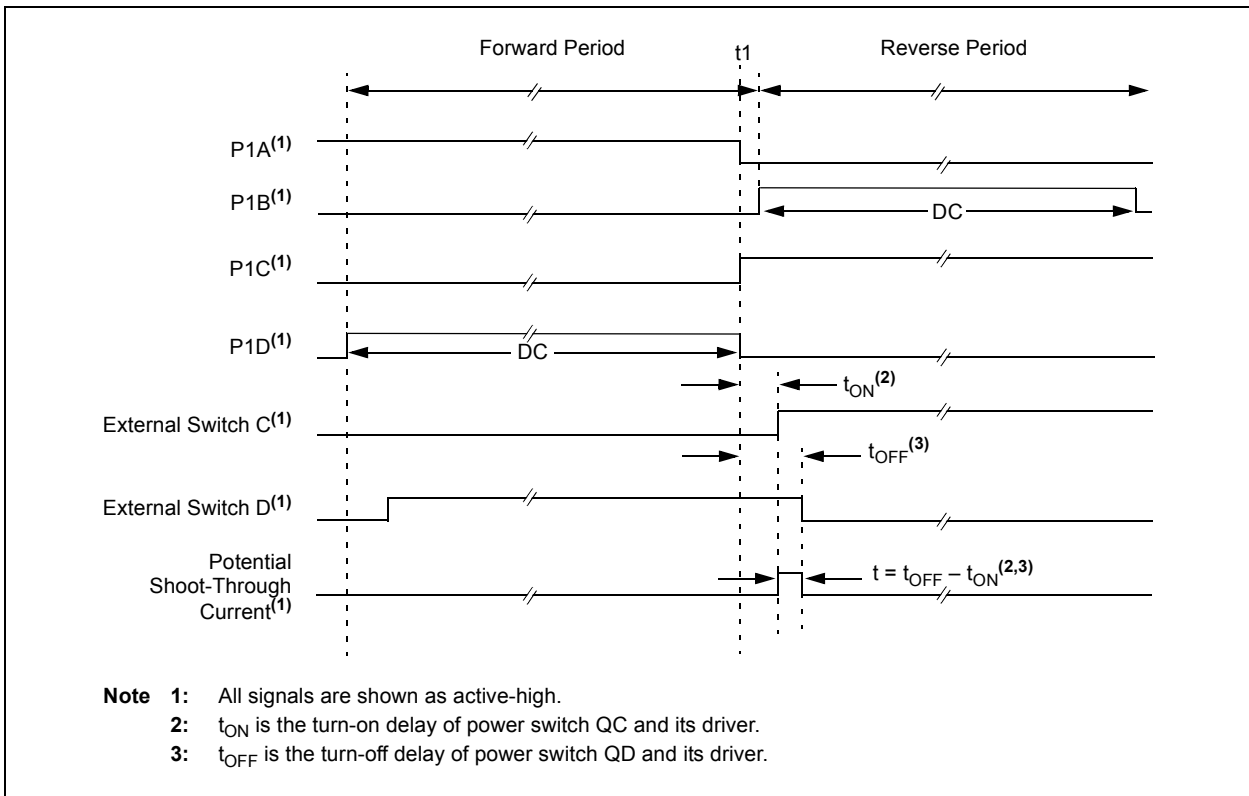 Forward Period
t1
Reverse Period
P1A(1)
P1B(1)
DC
P1C(1)
P1D(1)
DC
tON(2)
External Switch C(1)
tOFF(3)
External Switch D(1)
Potential
Shoot-Through
Current(1)
t = tOFF – tON(2,3)
Note 1: All signals are shown as active-high.
2: tON is the turn-on delay of power switch QC and its driver.
3: tOFF is the turn-off delay of power switch QD and its driver.